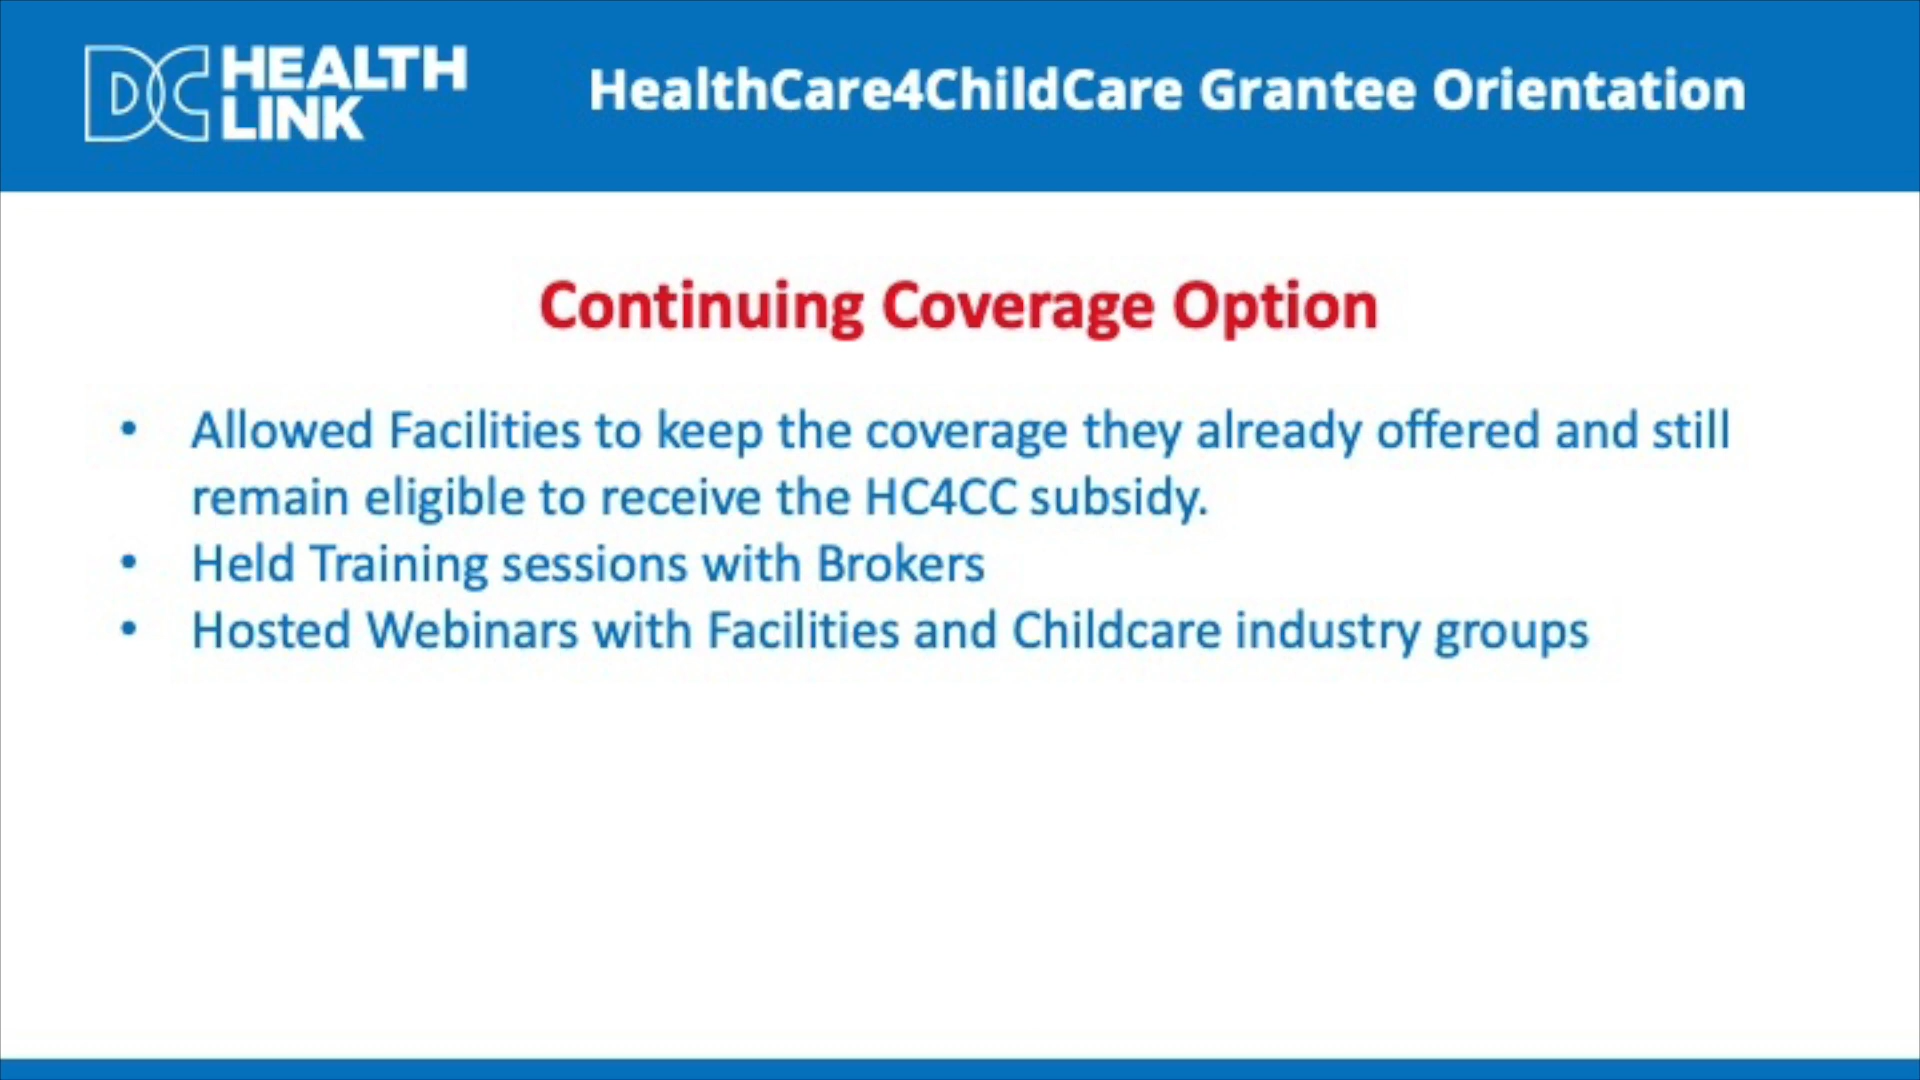 DC HEALTH LINK
HealthCare4ChildCare Grantee Orientation
Continuing Coverage Option
• Allowed Facilities to keep the coverage they already offered and still
remain eligible to receive the HC4CC subsidy.
• Held Training sessions with Brokers
• Hosted Webinars with Facilities and Childcare industry groups